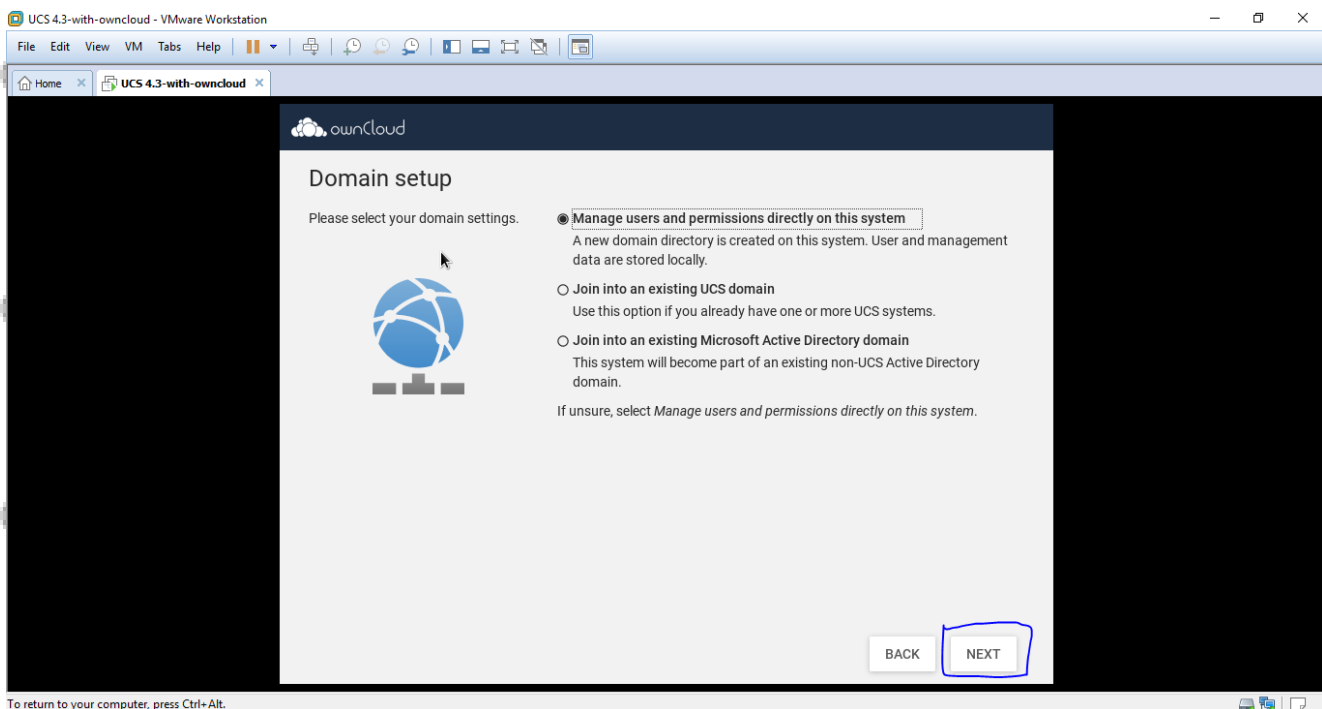 UCS 4.3-with-owncloud - VMware Workstation
File Edit View VM Tabs Help
Home UCS 4.3-with-owncloud
ownCloud
Domain setup
Please select your domain settings.
Manage users and permissions directly on this system
A new domain directory is created on this system. User and management
data are stored locally.
Join into an existing UCS domain
Use this option if you already have one or more UCS systems.
Join into an existing Microsoft Active Directory domain
This system will become part of an existing non-UCS Active Directory
domain.
If unsure, select Manage users and permissions directly on this system.
BACK NEXT
To return to your computer, press Ctrl+Alt.